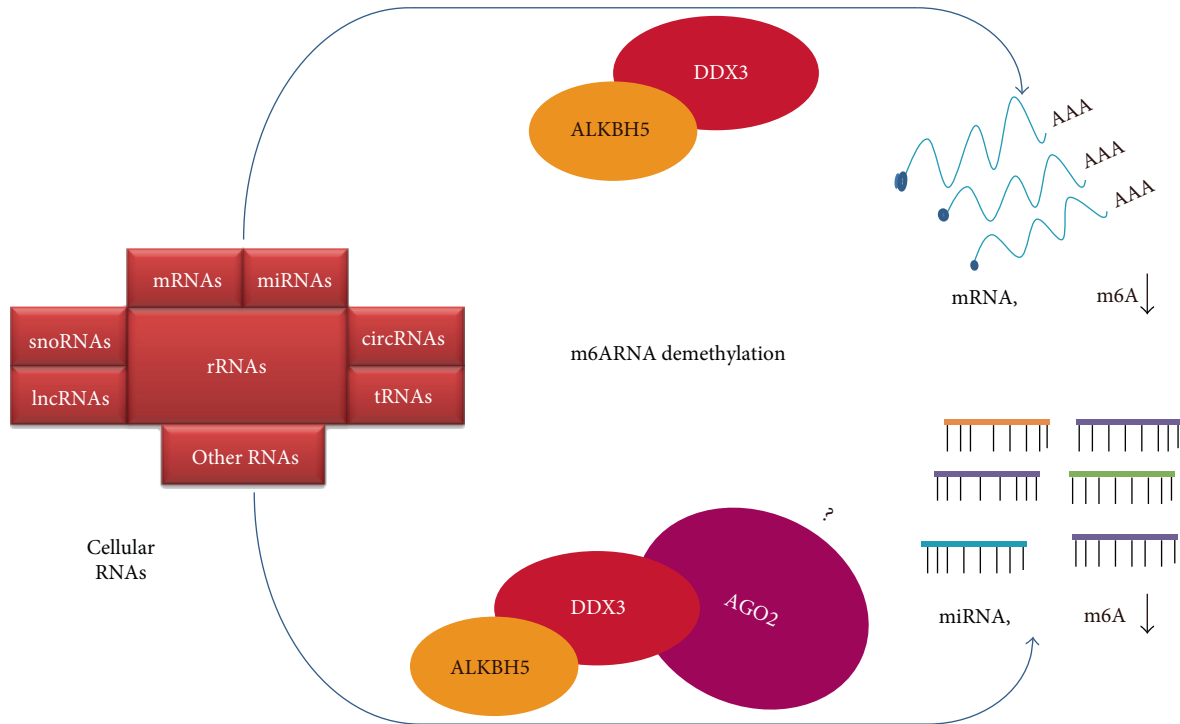 DDX3
ALKBH5
AAA
AAA
AAA
mRNA, m6A
mRNAs
miRNAs
snoRNAs
circRNAs
rRNAs
lncRNAs
tRNAs
Other RNAs
m6ARNA demethylation
Cellular
RNAs
?
DDX3
AGO2
ALKBH5
miRNA, m6A